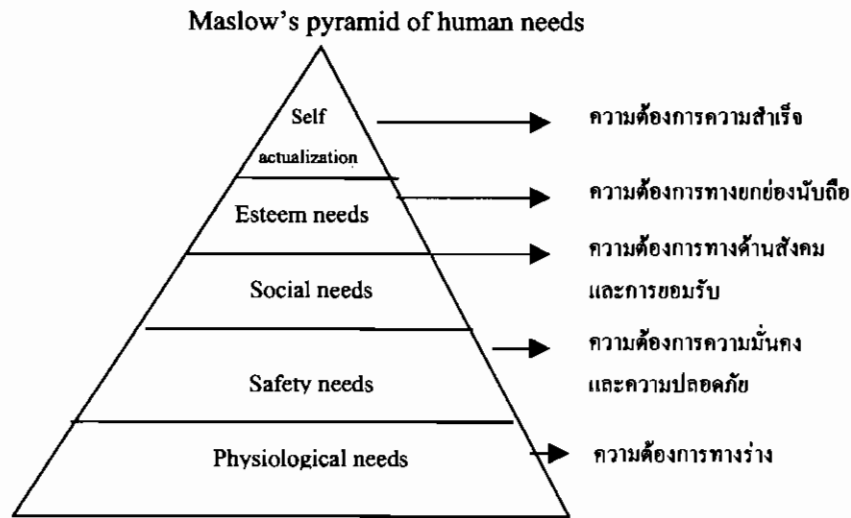 Maslow's pyramid of human needs
Self
actualization
ความต้องการความสำเร็จ
Esteem needs
ความต้องการทางยกย่องนับถือ
Social needs
ความต้องการทางด้านสังคม
และการยอมรับ
Safety needs
ความต้องการความมั่นคง
และความปลอดภัย
Physiological needs
ความต้องการทางร่าง